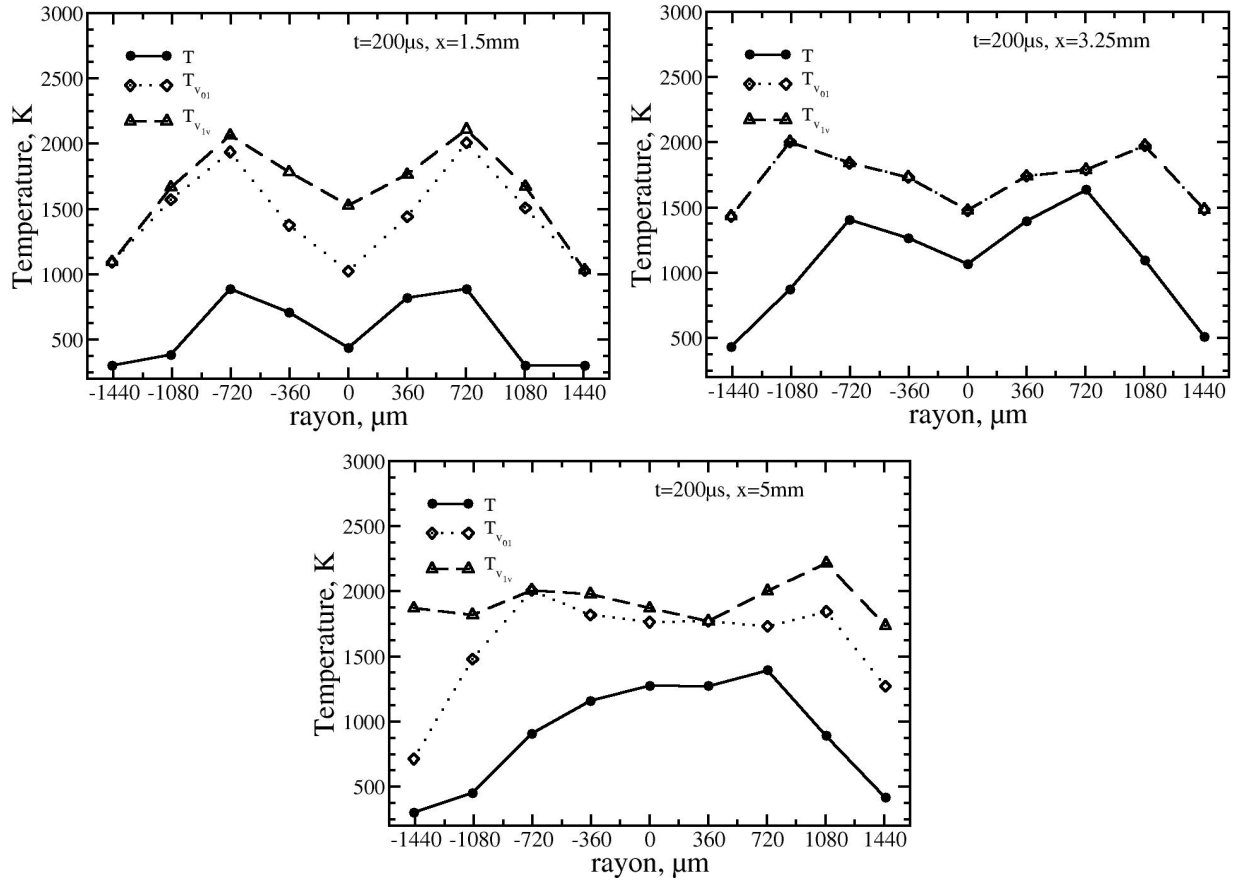 3000
2500
2000
1500
1000
500
Temperature, K
t=200μs, x=1.5mm
T
Tv01
Tv1v
-1440 -1080 -720 -360 0 360 720 1080 1440
rayon, μm
3000
2500
2000
1500
1000
500
Temperature, K
t=200μs, x=3.25mm
T
Tv01
Tv1v
-1440 -1080 -720 -360 0 360 720 1080 1440
rayon, μm
3000
2500
2000
1500
1000
500
Temperature, K
t=200μs, x=5mm
T
Tv01
Tv1v
-1440 -1080 -720 -360 0 360 720 1080 1440
rayon, μm